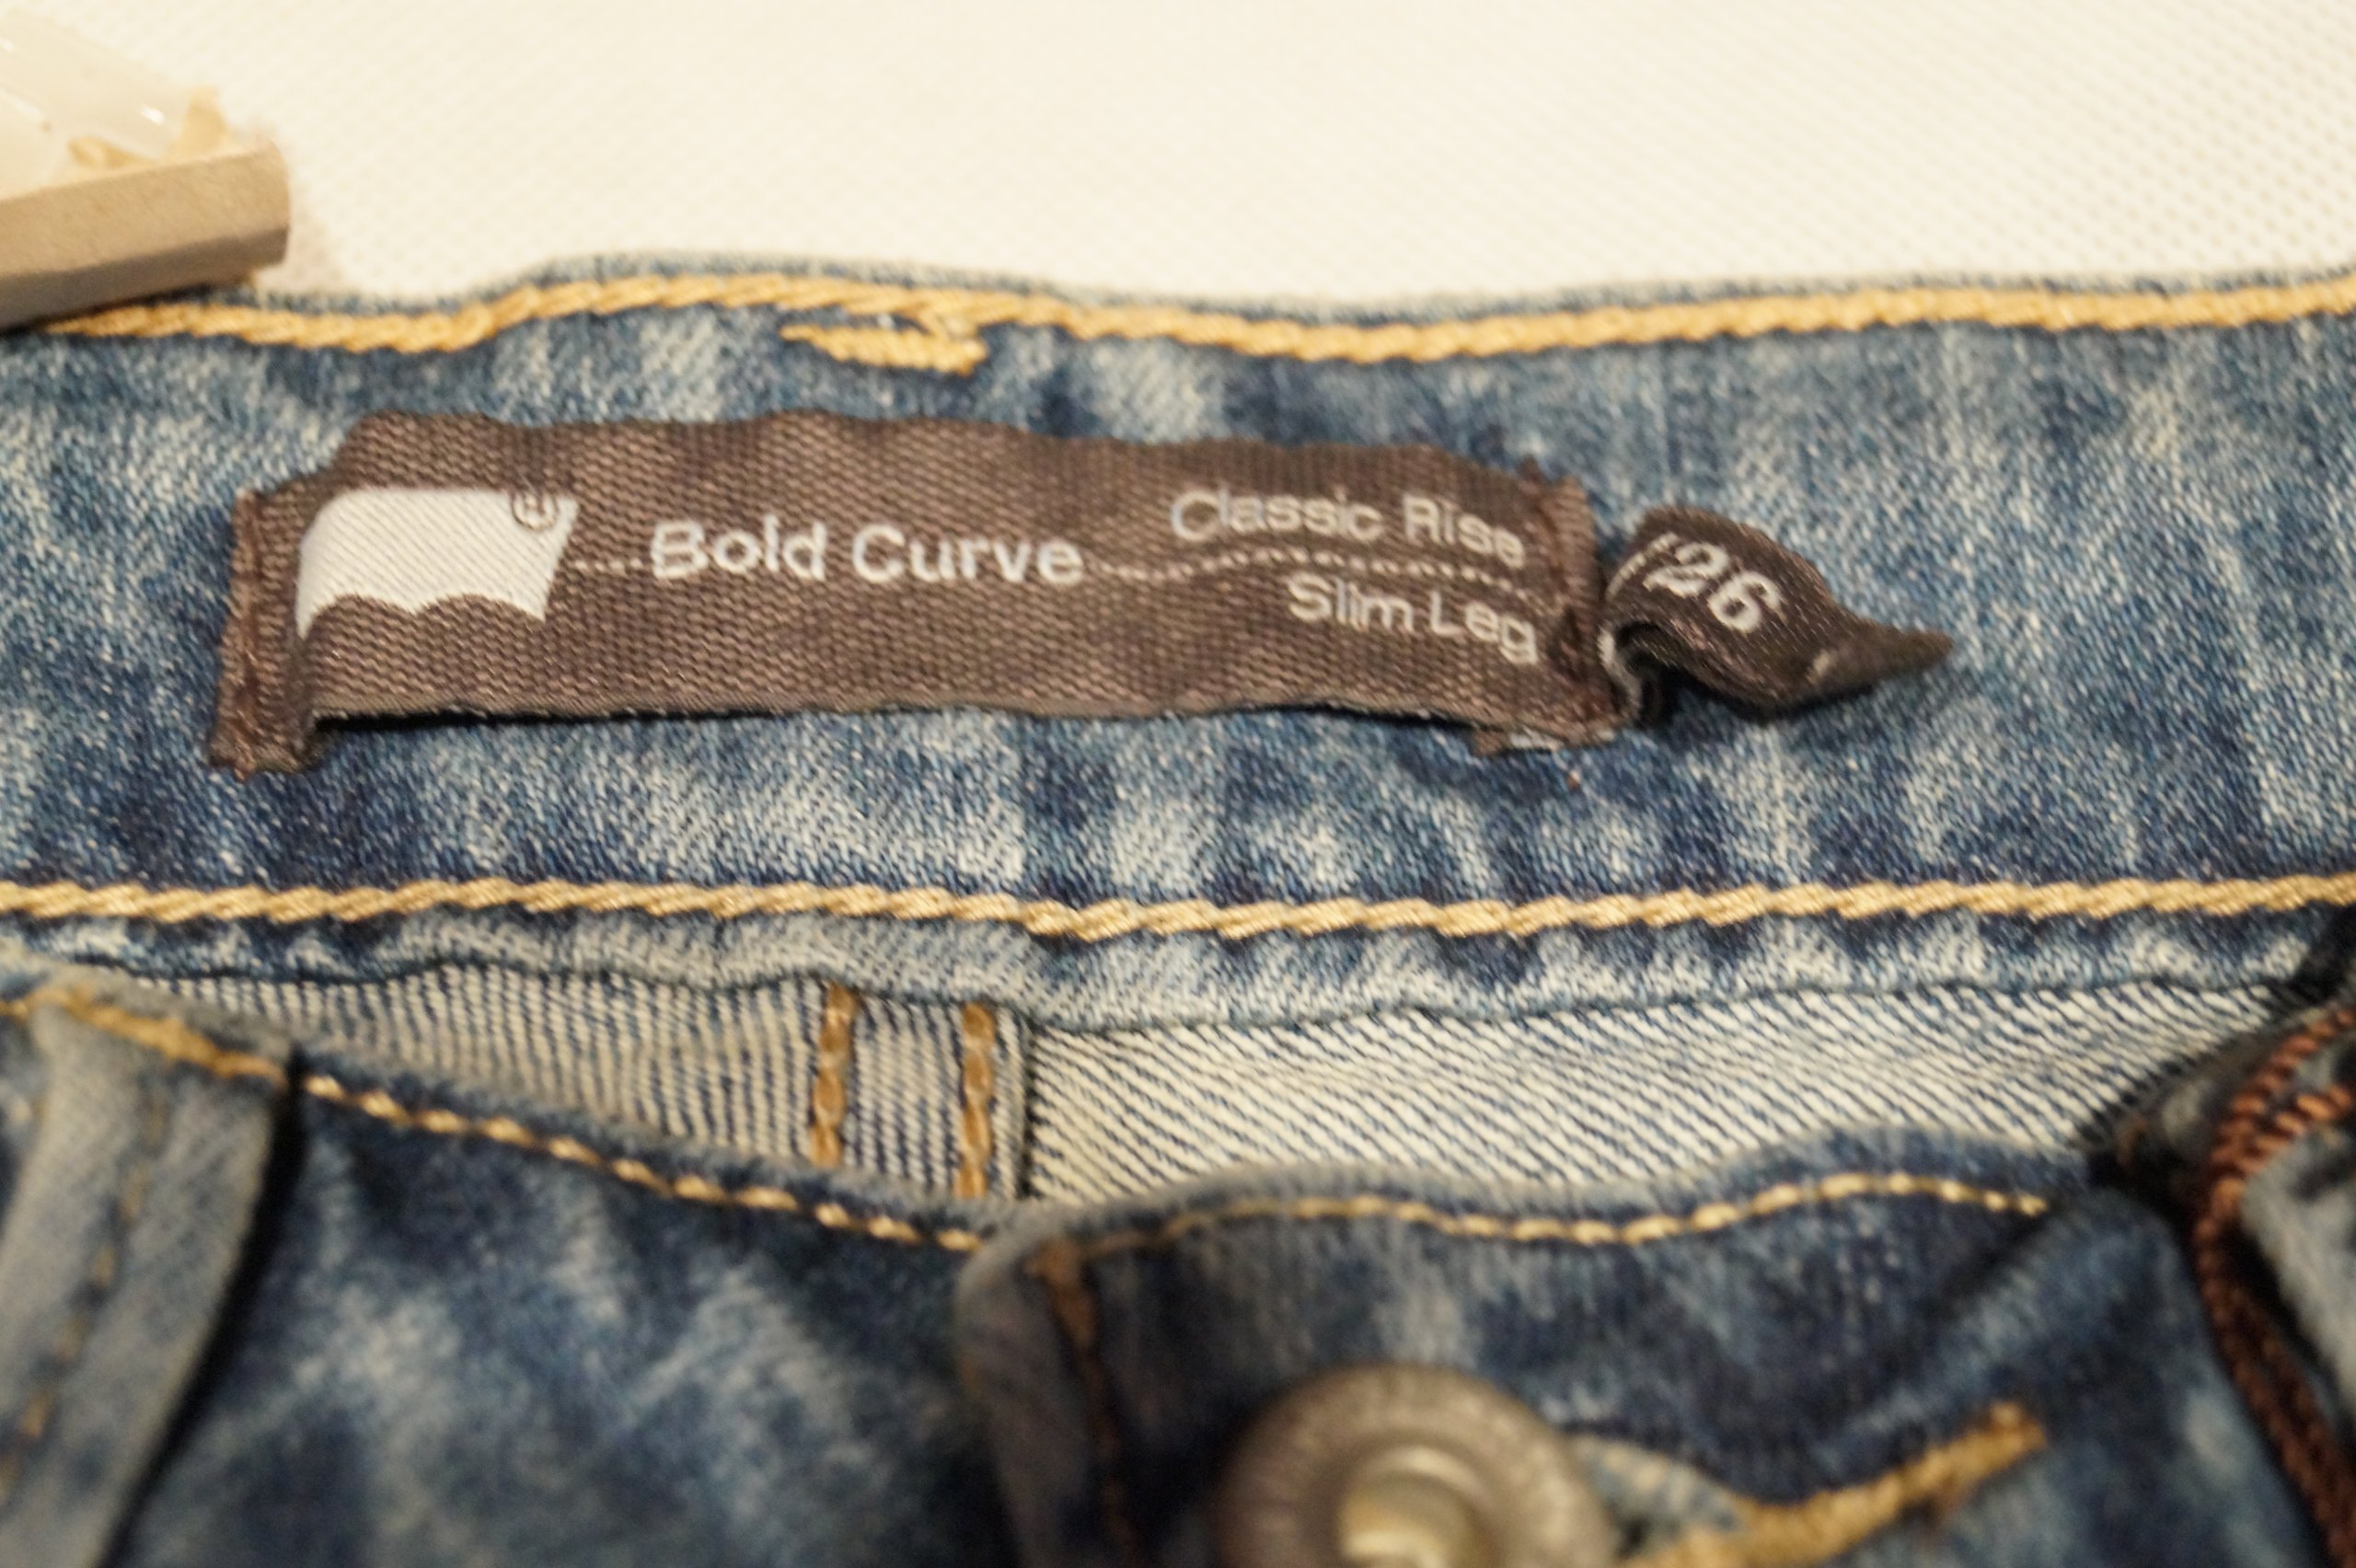 Bold Curve
Classic Rise
Slim Leg
26